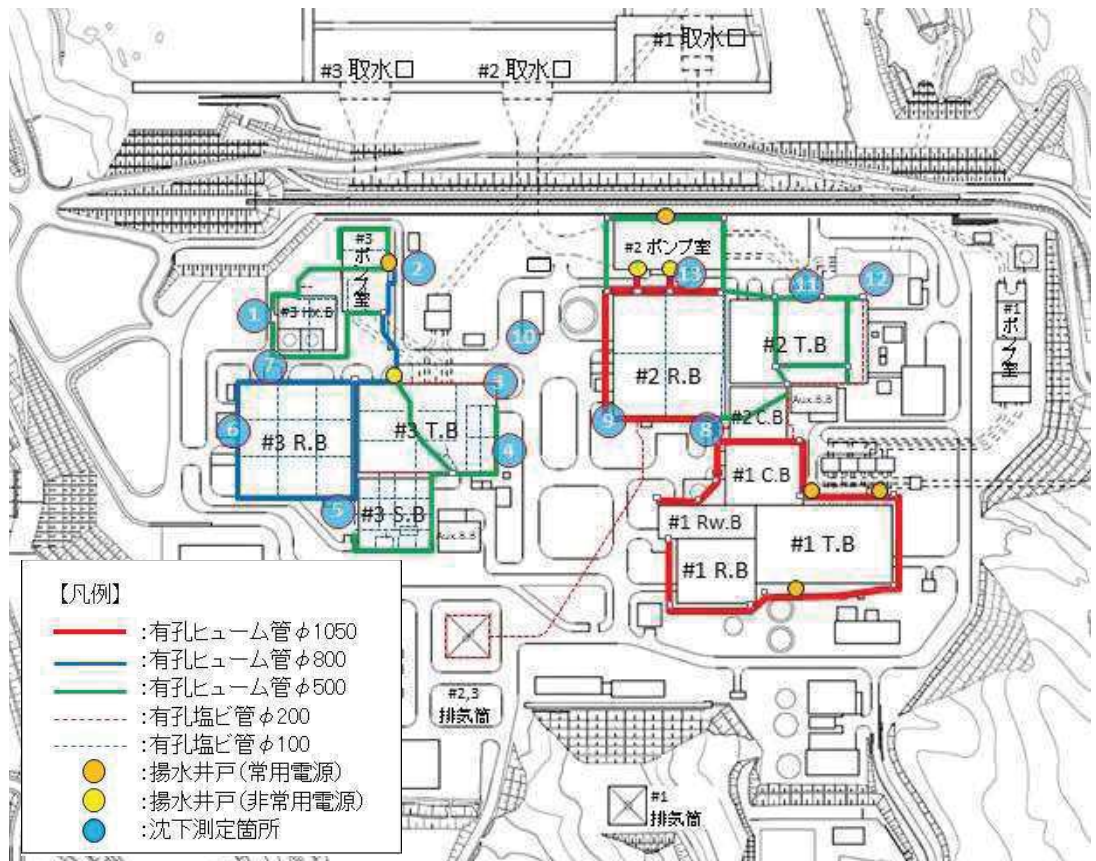 #1 取水口
#3 取水口
#2 取水口
#3
ポンプ室
#2 ポンプ室
2
13
11
12
1
#3 Hx.B
#1
ポンプ室
10
#2 T.B
7
3
#2 R.B
Aux.B.B
6
#3 R.B
#3 T.B
9
8
#2 C.B
4
#1 C.B
5
#3 S.B
Aux.B.B
#1 Rw.B
#1 T.B
#1 R.B
【凡例】
:有孔ヒューム管φ1050
:有孔ヒューム管φ800
:有孔ヒューム管φ500
:有孔塩ビ管φ200
:有孔塩ビ管φ100
:揚水井戸(常用電源)
:揚水井戸(非常用電源)
:沈下測定箇所
#2,3
排気筒
#1
排気筒